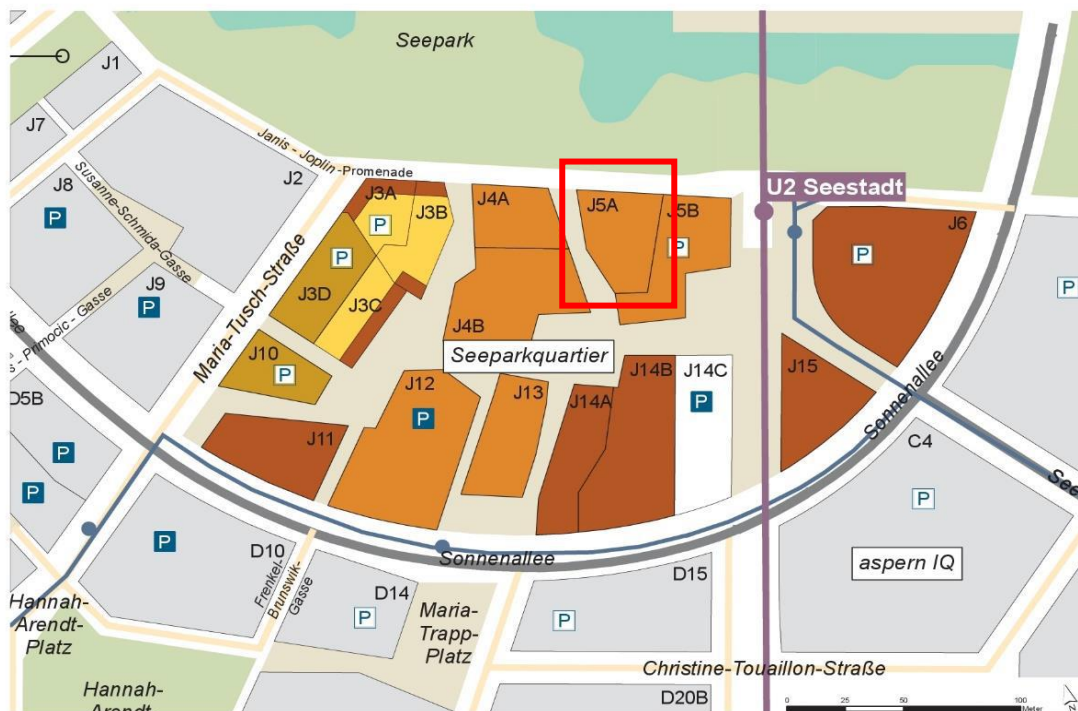 Seepark
J1
J7
J8
P
Susanne-Schmida-Gasse
J2
Janis - Joplin -Promenade
J3A
P
J3B
J4A
J5A
J5B
P
U2 Seestadt
J6
P
P
J9
P
- Primocic - Gasse
Maria-Tusch-Straße
P
J3D
J3C
J4B
Seeparkquartier
J10
P
J12
P
J13
J14A
J14B
J14C
P
J15
Sonnenallee
J11
D5B
P
P
C4
P
aspern IQ
Sonnenallee
P
D10
Frenkel-
Brunswik-
Gasse
D14
P
Maria-
Trapp-
Platz
D15
P
Hannah-
Arendt-
Platz
Christine-Touaillon-Straße
D20B
Hannah-
0 25 50 100
Meter
N